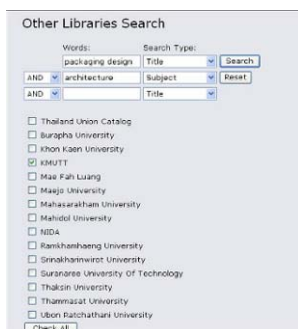 Other Libraries Search
Words: Search Type:
packaging design Title Search
AND architecture Subject Reset
AND Title
Thailand Union Catalog
Burapha University
Khon Kaen University
KMUTT
Mae Fah Luang
Maejo University
Mahasarakham University
Mahidol University
NIDA
Ramkhamhaeng University
Srinakharinwirot University
Suranaree University Of Technology
Thaksin University
Thammasat University
Ubon Ratchathani University
Check All